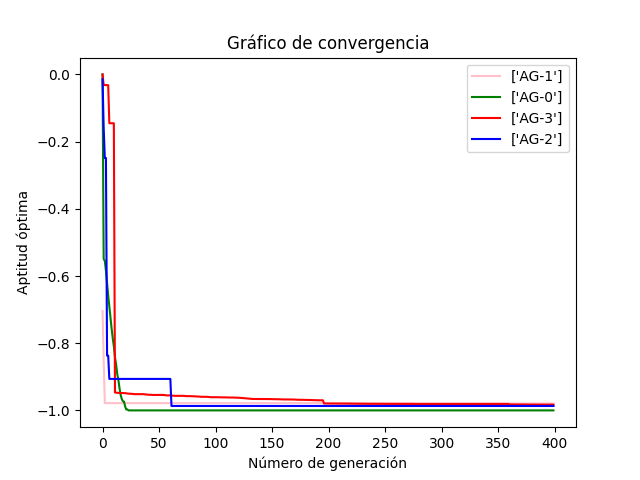 Gráfico de convergencia
Aptitud óptima
0.0
−0.2
−0.4
−0.6
−0.8
−1.0
['AG-1']
['AG-0']
['AG-3']
['AG-2']
0 50 100 150 200 250 300 350 400
Número de generación